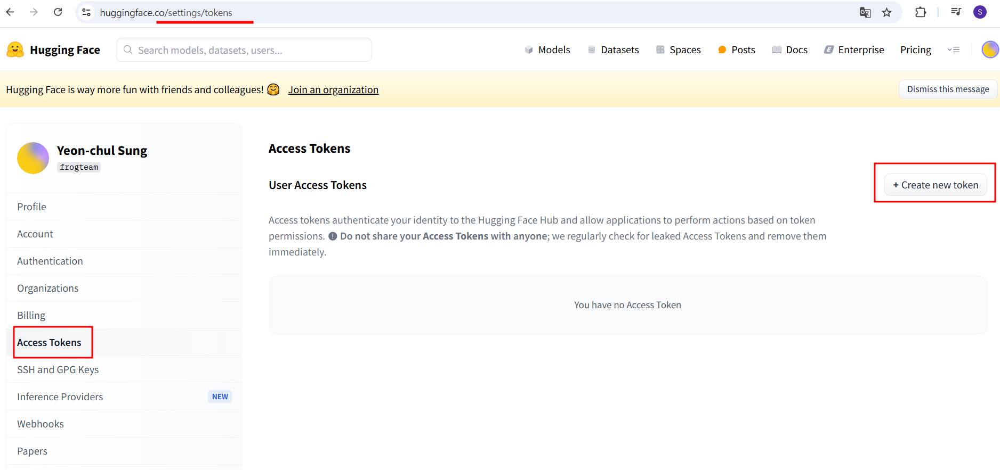 huggingface.co/settings/tokens
S
Hugging Face
Search models, datasets, users...
Models
Datasets
Spaces
Posts
Docs
Enterprise
Pricing
Hugging Face is way more fun with friends and colleagues! 🤗 Join an organization
Dismiss this message
Yeon-chul Sung
frogteam
Profile
Account
Authentication
Organizations
Billing
Access Tokens
SSH and GPG Keys
Inference Providers NEW
Webhooks
Papers
Access Tokens
User Access Tokens
+ Create new token
Access tokens authenticate your identity to the Hugging Face Hub and allow applications to perform actions based on token
permissions. Do not share your Access Tokens with anyone; we regularly check for leaked Access Tokens and remove them
immediately.
You have no Access Token